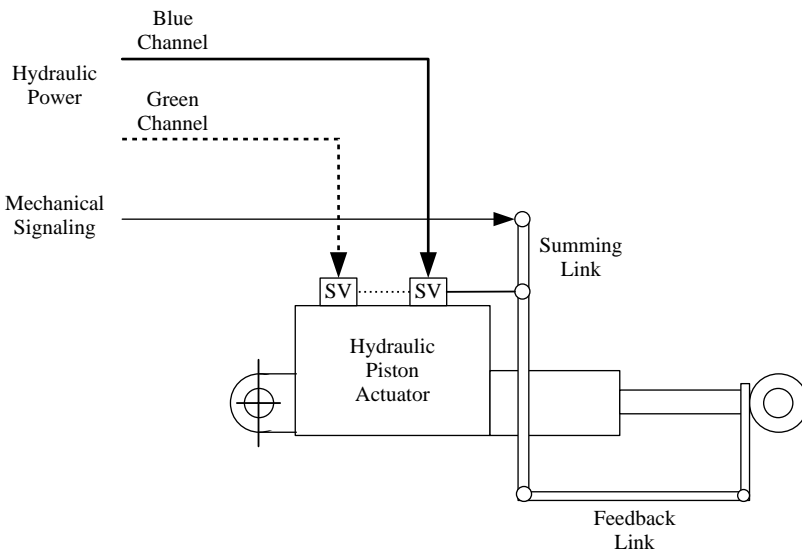 Blue
Channel
Hydraulic
Power
Green
Channel
Mechanical
Signaling
Summing
Link
SV
SV
Hydraulic
Piston
Actuator
Feedback
Link